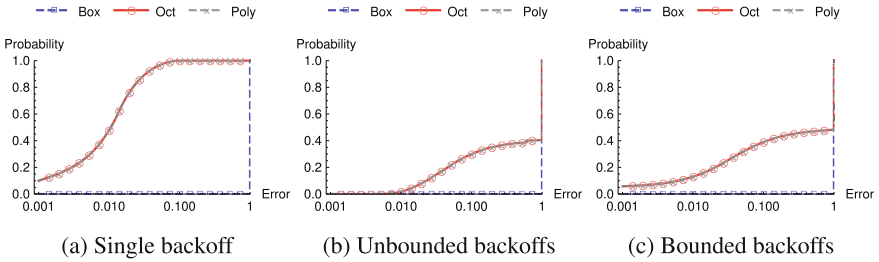 Box Oct Poly Box Oct Poly Box Oct Poly
Probability Probability Probability
1.0 1.0 1.0
0.8 0.8 0.8
0.6 0.6 0.6
0.4 0.4 0.4
0.2 0.2 0.2
0.0 Error 0.0 Error 0.0 Error
0.001 0.010 0.100 1 0.001 0.010 0.100 1 0.001 0.010 0.100 1
(a) Single backoff (b) Unbounded backoffs (c) Bounded backoffs